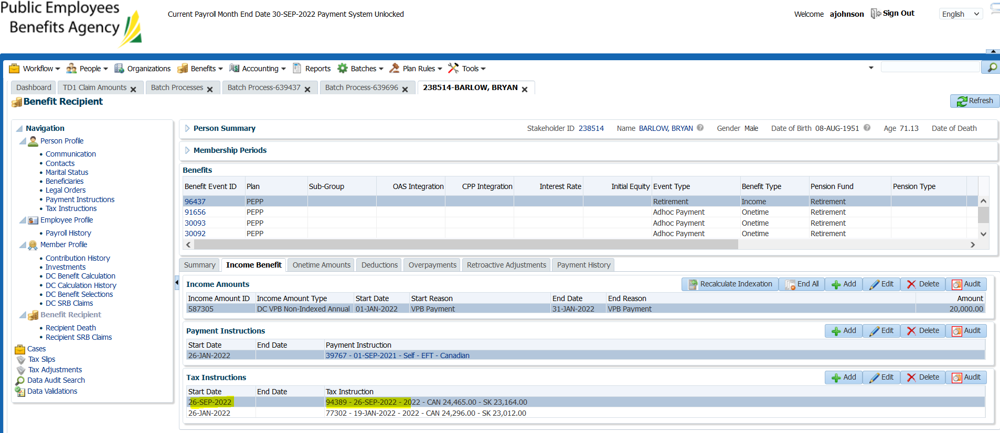 Public Employees
Benefits Agency
Current Payroll Month End Date 30-SEP-2022 Payment System Unlocked
Welcome ajohnson Sign Out English
Workflow People Organizations Benefits Accounting Reports Batches Plan Rules Tools
Dashboard TD1 Claim Amounts Batch Processes Batch Process-639437 Batch Process-639696 238514-BARLOW, BRYAN
Benefit Recipient
Refresh
Navigation
Person Profile
Communication
Contacts
Marital Status
Beneficiaries
Legal Orders
Payment Instructions
Tax Instructions
Employee Profile
Payroll History
Member Profile
Contribution History
Investments
DC Benefit Calculation
DC Calculation History
DC Benefit Selections
DC SRB Claims
Benefit Recipient
Recipient Death
Recipient SRB Claims
Cases
Tax Slips
Tax Adjustments
Data Audit Search
Data Validations
Person Summary Stakeholder ID 238514 Name BARLOW, BRYAN Gender Male Date of Birth 08-AUG-1951 Age 71.13 Date of Death
Membership Periods
Benefits
Benefit Event ID Plan Sub-Group OAS Integration CPP Integration Interest Rate Initial Equity Event Type Benefit Type Pension Fund Pension Type
96437 PEPP Retirement Income Retirement
91656 PEPP Adhoc Payment Onetime Retirement
30093 PEPP Adhoc Payment Onetime Retirement
30092 PEPP Adhoc Payment Onetime Retirement
Summary Income Benefit Onetime Amounts Deductions Overpayments Retroactive Adjustments Payment History
Income Amounts Recalculate Indexation End All Add Edit Delete Audit
Income Amount ID Income Amount Type Start Date Start Reason End Date End Reason Amount
587305 DC VPB Non-Indexed Annual 01-JAN-2022 VPB Payment 31-JAN-2022 VPB Payment 20,000.00
Payment Instructions Add Edit Delete Audit
Start Date End Date Payment Instruction
26-JAN-2022 39767 - 01-SEP-2021 - Self - EFT - Canadian
Tax Instructions Add Edit Delete Audit
Start Date End Date Tax Instruction
26-SEP-2022 94389 - 26-SEP-2022 - 2022 - CAN 24,465.00 - SK 23,164.00
26-JAN-2022 77302 - 19-JAN-2022 - 2022 - CAN 24,296.00 - SK 23,012.00